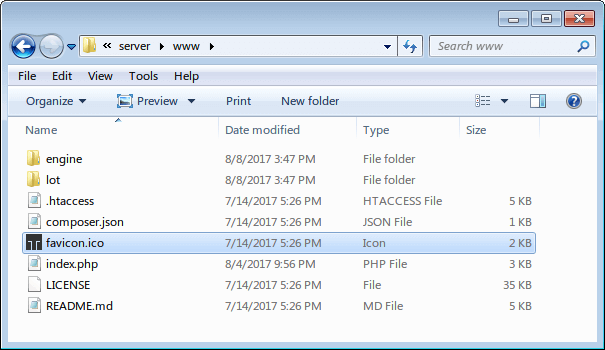 « server ▸ www ▸ Search www
File Edit View Tools Help
Organize Preview Print New folder
Name Date modified Type Size
engine 8/8/2017 3:47 PM File folder
lot 8/8/2017 3:47 PM File folder
.htaccess 7/14/2017 5:26 PM HTACCESS File 5 KB
composer.json 7/14/2017 5:26 PM JSON File 1 KB
favicon.ico 7/14/2017 5:26 PM Icon 2 KB
index.php 8/4/2017 9:56 PM PHP File 3 KB
LICENSE 7/14/2017 5:26 PM File 35 KB
README.md 7/14/2017 5:26 PM MD File 5 KB